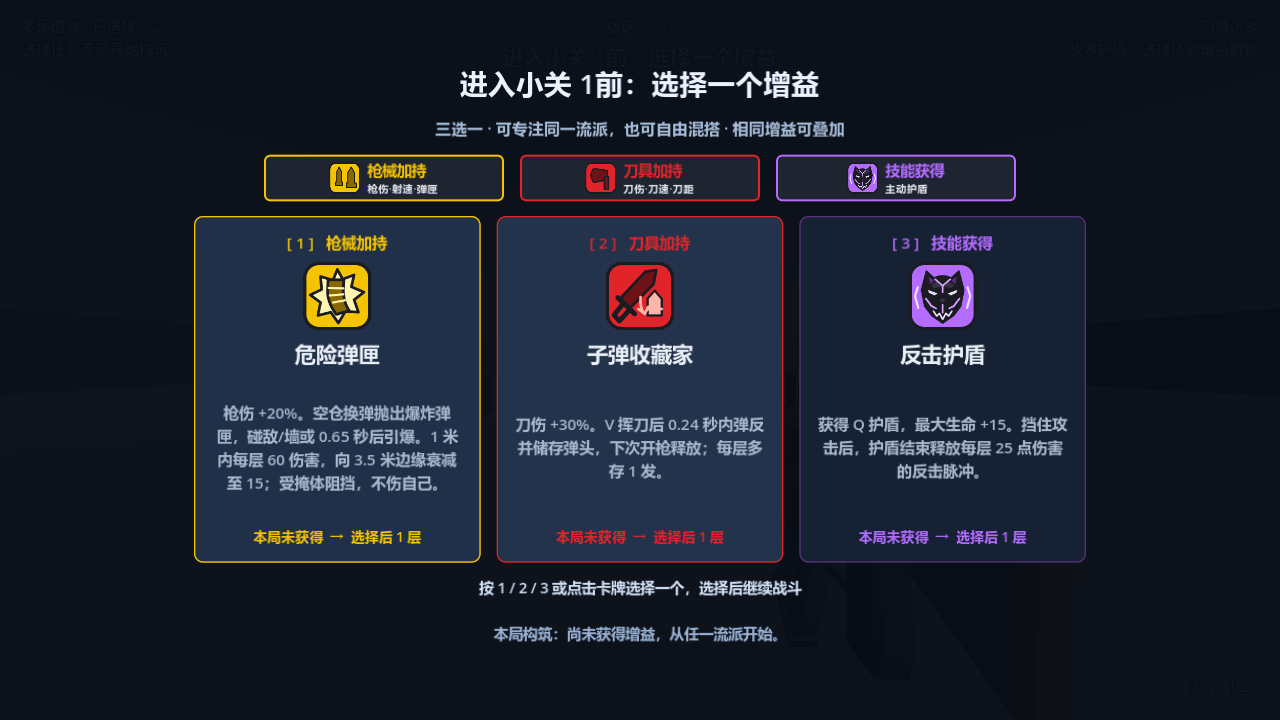 进入小关 1前：选择一个增益
三选一 · 可专注同一流派，也可自由混搭 · 相同增益可叠加
枪械加持
枪伤·射速·弹匣
刀具加持
刀伤·刀速·刀距
技能获得
主动护盾
[ 1 ] 枪械加持
危险弹匣
枪伤 +20%。空仓换弹抛出爆炸弹
匣，碰敌/墙或 0.65 秒后引爆。1 米
内每层 60 伤害，向 3.5 米边缘衰减
至 15；受掩体阻挡，不伤自己。
本局未获得 → 选择后 1 层
[ 2 ] 刀具加持
子弹收藏家
刀伤 +30%。V 挥刀后 0.24 秒内弹反
并储存弹头，下次开枪释放；每层多
存 1 发。
本局未获得 → 选择后 1 层
[ 3 ] 技能获得
反击护盾
获得 Q 护盾，最大生命 +15。挡住攻
击后，护盾结束释放每层 25 点伤害
的反击脉冲。
本局未获得 → 选择后 1 层
按 1 / 2 / 3 或点击卡牌选择一个，选择后继续战斗
本局构筑：尚未获得增益，从任一流派开始。